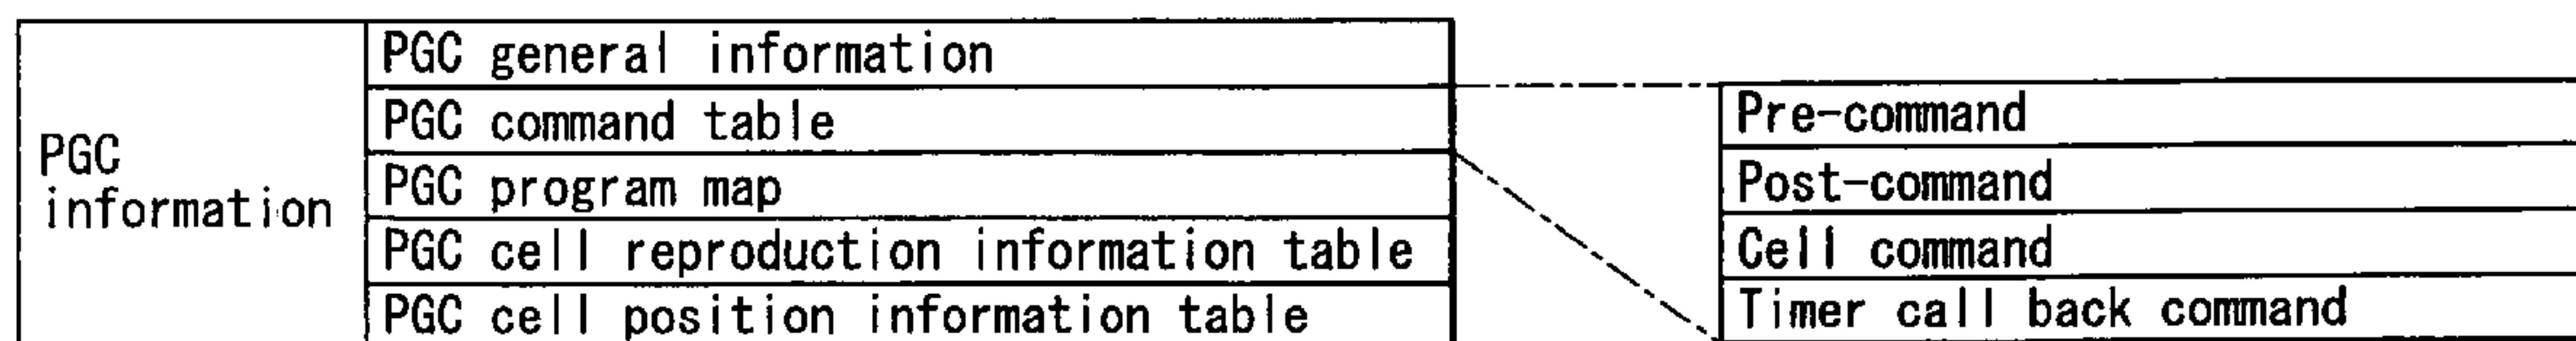 PGC
information
PGC general information
PGC command table
PGC program map
PGC cell reproduction information table
PGC cell position information table
Pre-command
Post-command
Cell command
Timer call back command